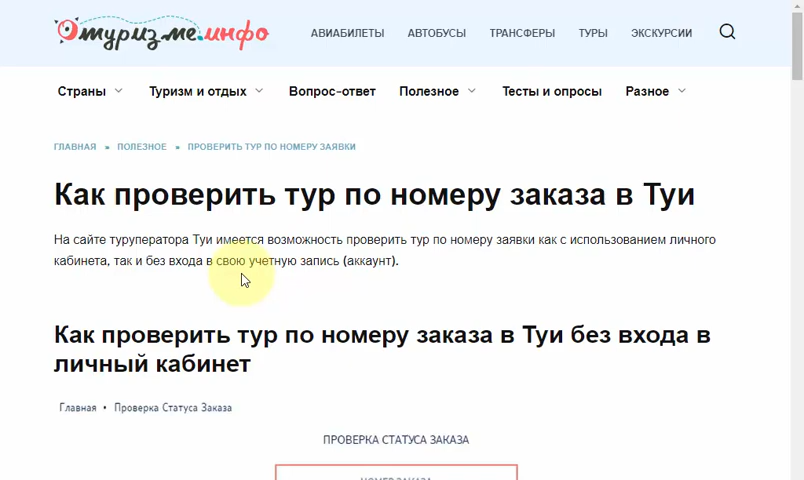 Отуризме.инфо
АВИАБИЛЕТЫ АВТОБУСЫ ТРАНСФЕРЫ ТУРЫ ЭКСКУРСИИ
Страны Туризм и отдых Вопрос-ответ Полезное Тесты и опросы Разное
ГЛАВНАЯ » ПОЛЕЗНОЕ » ПРОВЕРИТЬ ТУР ПО НОМЕРУ ЗАЯВКИ
Как проверить тур по номеру заказа в Туи
На сайте туруператора Туи имеется возможность проверить тур по номеру заявки как с использованием личного
кабинета, так и без входа в свою учетную запись (аккаунт).
Как проверить тур по номеру заказа в Туи без входа в
личный кабинет
Главная • Проверка Статуса Заказа
ПРОВЕРКА СТАТУСА ЗАКАЗА
НОМЕР ЗАКАЗА